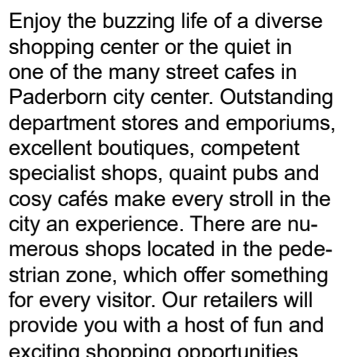 Enjoy the buzzing life of a diverse
shopping center or the quiet in
one of the many street cafes in
Paderborn city center. Outstanding
department stores and emporiums,
excellent boutiques, competent
specialist shops, quaint pubs and
cosy cafés make every stroll in the
city an experience. There are nu-
merous shops located in the pede-
strian zone, which offer something
for every visitor. Our retailers will
provide you with a host of fun and
exciting shopping opportunities